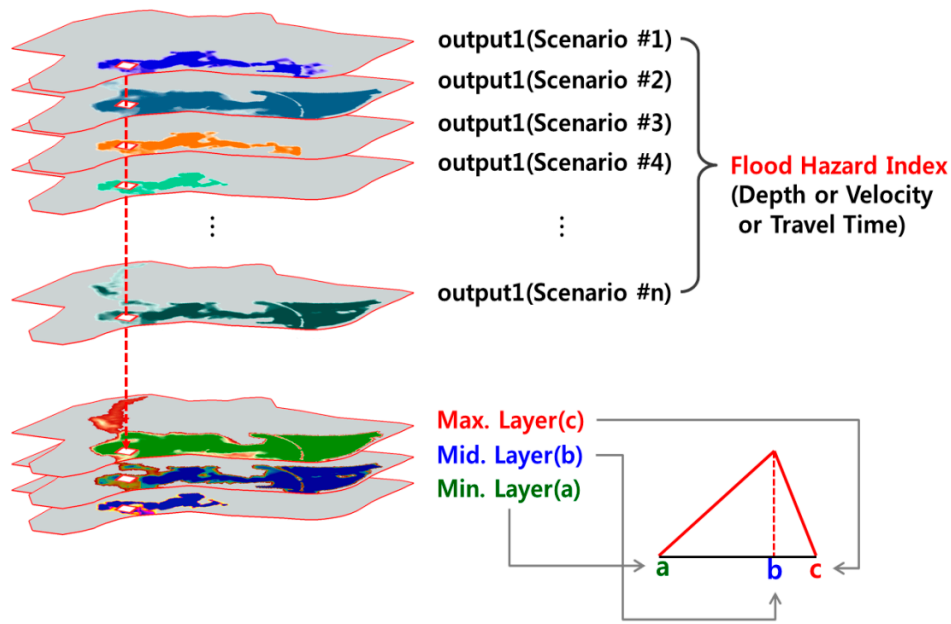 output1(Scenario #1)
output1(Scenario #2)
output1(Scenario #3)
output1(Scenario #4)
⋮ ⋮
output1(Scenario #n)
Flood Hazard Index
(Depth or Velocity
or Travel Time)
Max. Layer(c)
Mid. Layer(b)
Min. Layer(a)
a b c